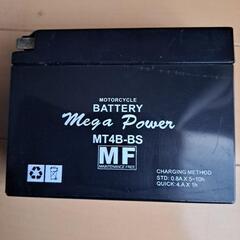 MOTORCYCLE
BATTERY
Mega Power
MT4B-BS
MF
MAINTENANCE FREE
CHARGING METHOD
STD: 0.8A X 5~10h
QUICK: 4.A X 1h